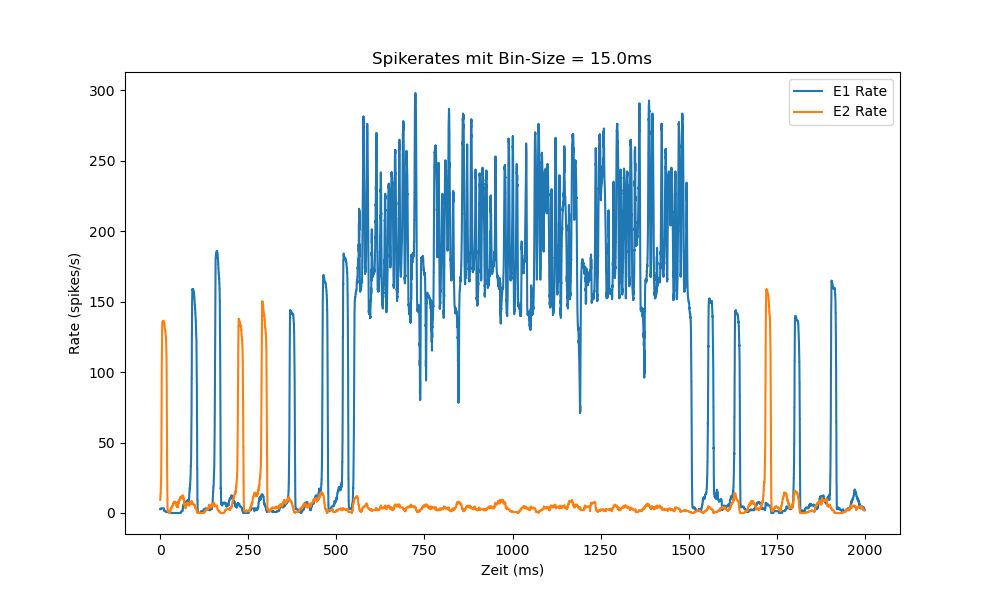 Spikerates mit Bin-Size = 15.0ms
E1 Rate
E2 Rate
Rate (spikes/s)
300
250
200
150
100
50
0
0 250 500 750 1000 1250 1500 1750 2000
Zeit (ms)